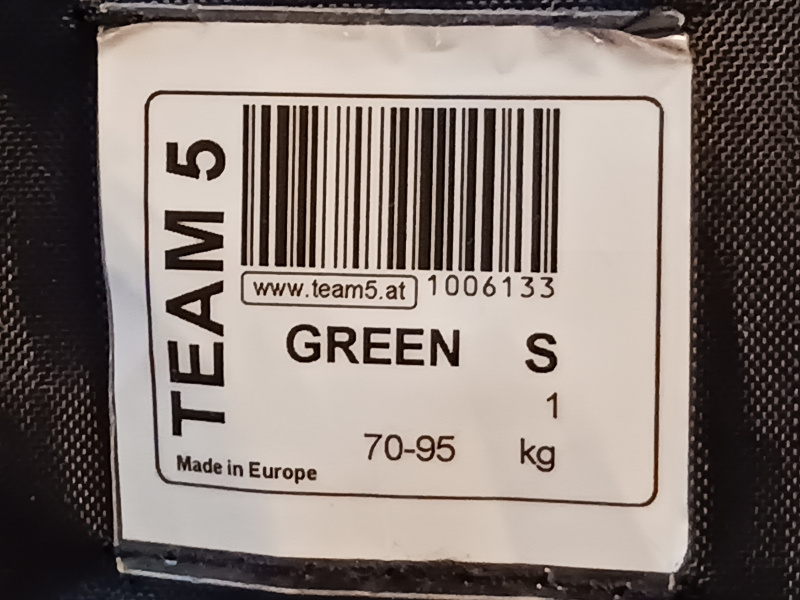 TEAM 5
www.team5.at 1006133
GREEN S
1
70-95 kg
Made in Europe